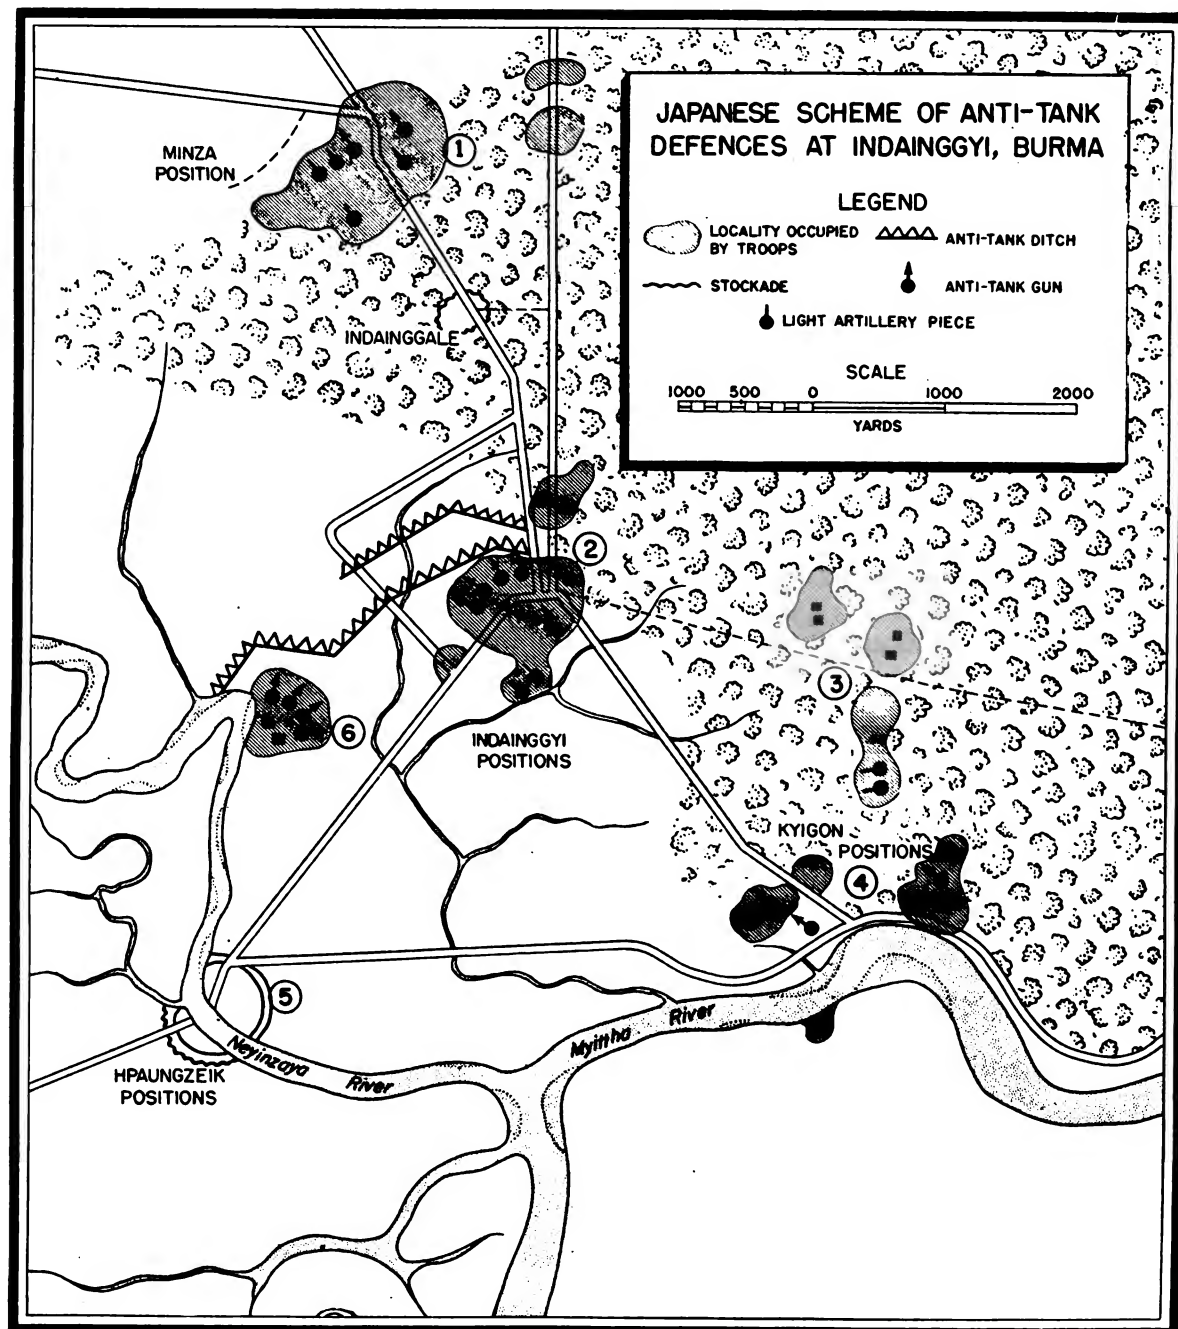 JAPANESE SCHEME OF ANTI-TANK
DEFENCES AT INDAINGGYI, BURMA
LEGEND
LOCALITY OCCUPIED
BY TROOPS
ANTI-TANK DITCH
STOCKADE
ANTI-TANK GUN
LIGHT ARTILLERY PIECE
SCALE
1000 500 0 1000 2000
YARDS
MINZA
POSITION
1
INDAINGGALE
2
3
INDAINGGYI
POSITIONS
6
KYIGON
POSITIONS
4
5
HPAUNGZEIK
POSITIONS
Neyinzaya River
Myittha River